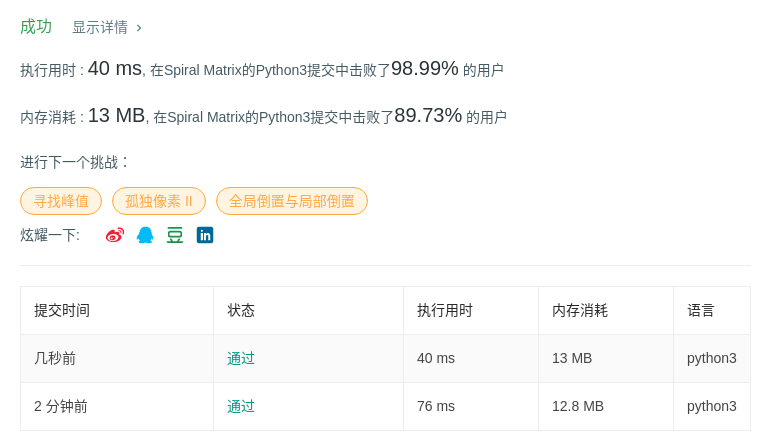 成功 显示详情 ›
执行用时 : 40 ms, 在Spiral Matrix的Python3提交中击败了98.99% 的用户
内存消耗 : 13 MB, 在Spiral Matrix的Python3提交中击败了89.73% 的用户
进行下一个挑战：
寻找峰值 孤独像素 II 全局倒置与局部倒置
炫耀一下: 豆 in
提交时间 状态 执行用时 内存消耗 语言
几秒前 通过 40 ms 13 MB python3
2 分钟前 通过 76 ms 12.8 MB python3